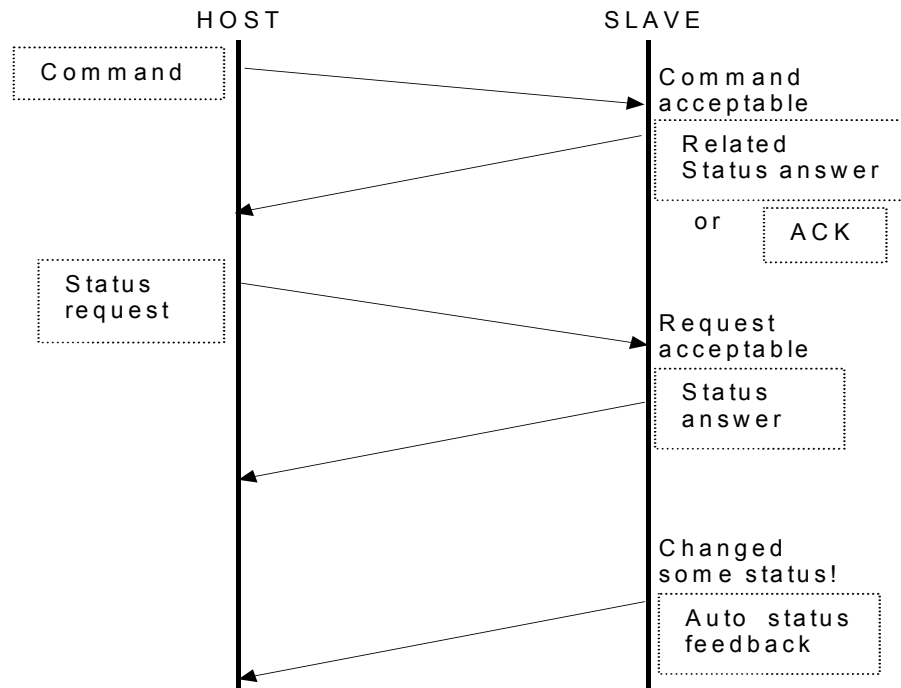 HOST
SLAVE
Command
Command
acceptable
Related
Status answer
or
ACK
Status
request
Request
acceptable
Status
answer
Changed
some status!
Auto status
feedback